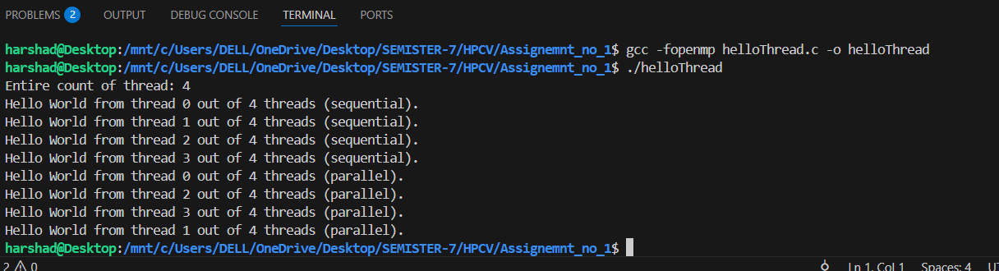 PROBLEMS 2 OUTPUT DEBUG CONSOLE TERMINAL PORTS
harshad@Desktop:/mnt/c/Users/DELL/OneDrive/Desktop/SEMISTER-7/HPCV/Assignemnt_no_1$ gcc -fopenmp helloThread.c -o helloThread
harshad@Desktop:/mnt/c/Users/DELL/OneDrive/Desktop/SEMISTER-7/HPCV/Assignemnt_no_1$ ./helloThread
Entire count of thread: 4
Hello World from thread 0 out of 4 threads (sequential).
Hello World from thread 1 out of 4 threads (sequential).
Hello World from thread 2 out of 4 threads (sequential).
Hello World from thread 3 out of 4 threads (sequential).
Hello World from thread 0 out of 4 threads (parallel).
Hello World from thread 2 out of 4 threads (parallel).
Hello World from thread 3 out of 4 threads (parallel).
Hello World from thread 1 out of 4 threads (parallel).
harshad@Desktop:/mnt/c/Users/DELL/OneDrive/Desktop/SEMISTER-7/HPCV/Assignemnt_no_1$
2 0 Ln 1, Col 1 Spaces: 4